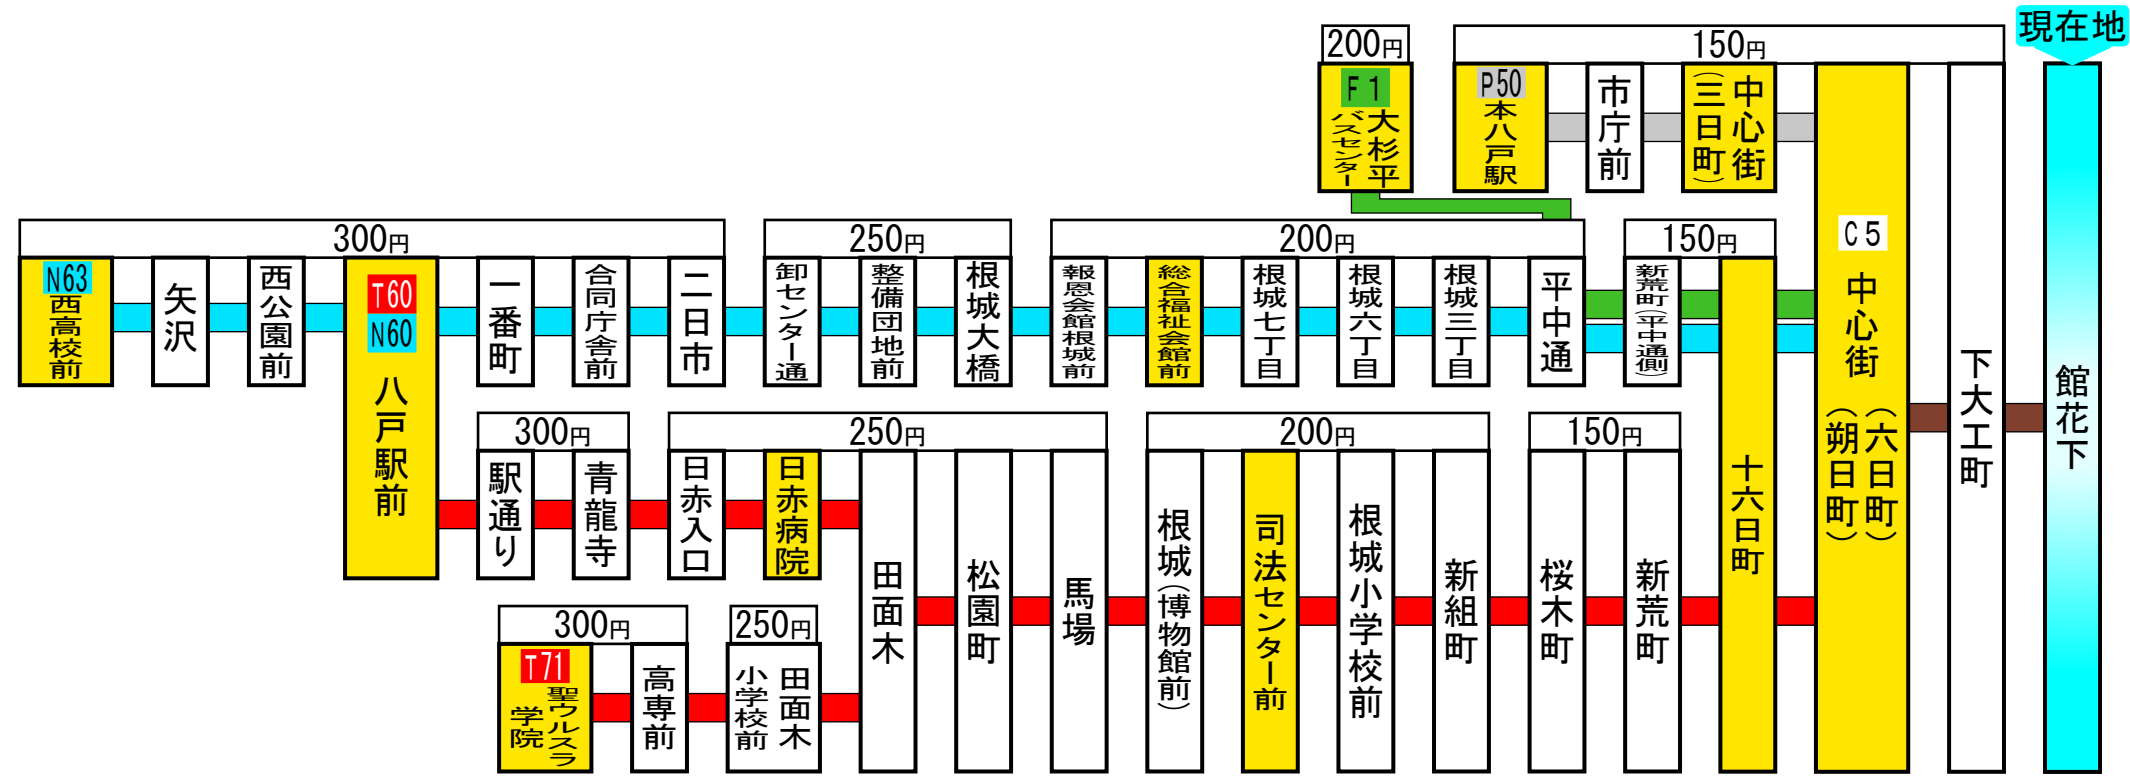 現在地
200円
150円
F1
大杉平
バスセンター
P50
本八戸駅
市庁前
中心街
(三日町)
C5
中心街
(六日町)
(朔日町)
下大工町
館花下
300円
250円
200円
150円
N63
西高校前
矢沢
西公園前
T60
N60
八戸駅前
一番町
合同庁舎前
二日市
卸センター通
整備団地前
根城大橋
報恩会館根城前
総合福祉会館前
根城七丁目
根城六丁目
根城三丁目
平中通
新荒町(平中通側)
十六日町
300円
250円
200円
150円
駅通り
青龍寺
日赤入口
日赤病院
田面木
松園町
馬場
根城(博物館前)
司法センター前
根城小学校前
新組町
桜木町
新荒町
300円
250円
T71
聖ウルスラ
学院
高専前
田面木
小学校前